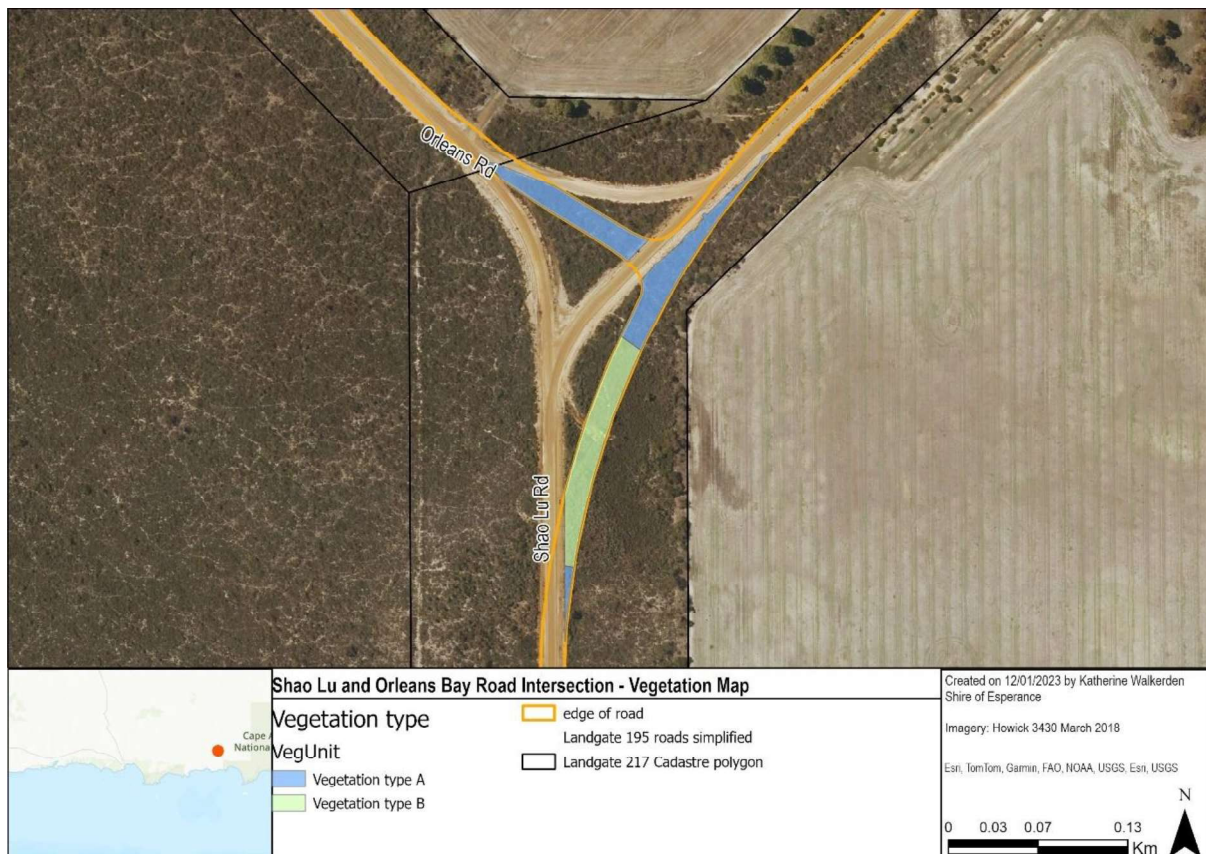 Orleans Rd
Shao Lu Rd
Cape A
Nationa
Shao Lu and Orleans Bay Road Intersection - Vegetation Map
Vegetation type
VegUnit
Vegetation type A
Vegetation type B
edge of road
Landgate 195 roads simplified
Landgate 217 Cadastre polygon
Created on 12/01/2023 by Katherine Walkerden
Shire of Esperance
Imagery: Howick 3430 March 2018
Esri, TomTom, Garmin, FAO, NOAA, USGS, Esri, USGS
N
0 0.03 0.07 0.13
Km